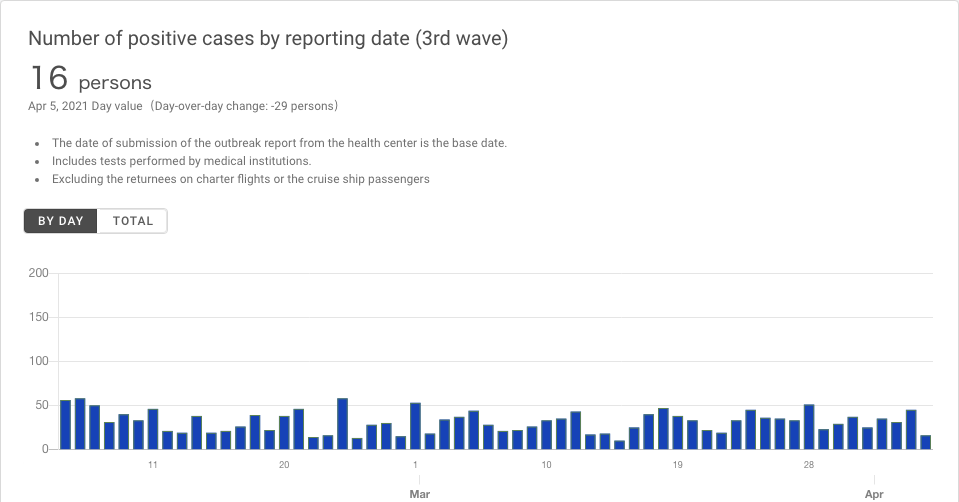 Number of positive cases by reporting date (3rd wave)
16 persons
Apr 5, 2021 Day value（Day-over-day change: -29 persons）
• The date of submission of the outbreak report from the health center is the base date.
• Includes tests performed by medical institutions.
• Excluding the returnees on charter flights or the cruise ship passengers
BY DAY TOTAL
200
150
100
50
0
11 20 1 10 19 28
Mar Apr